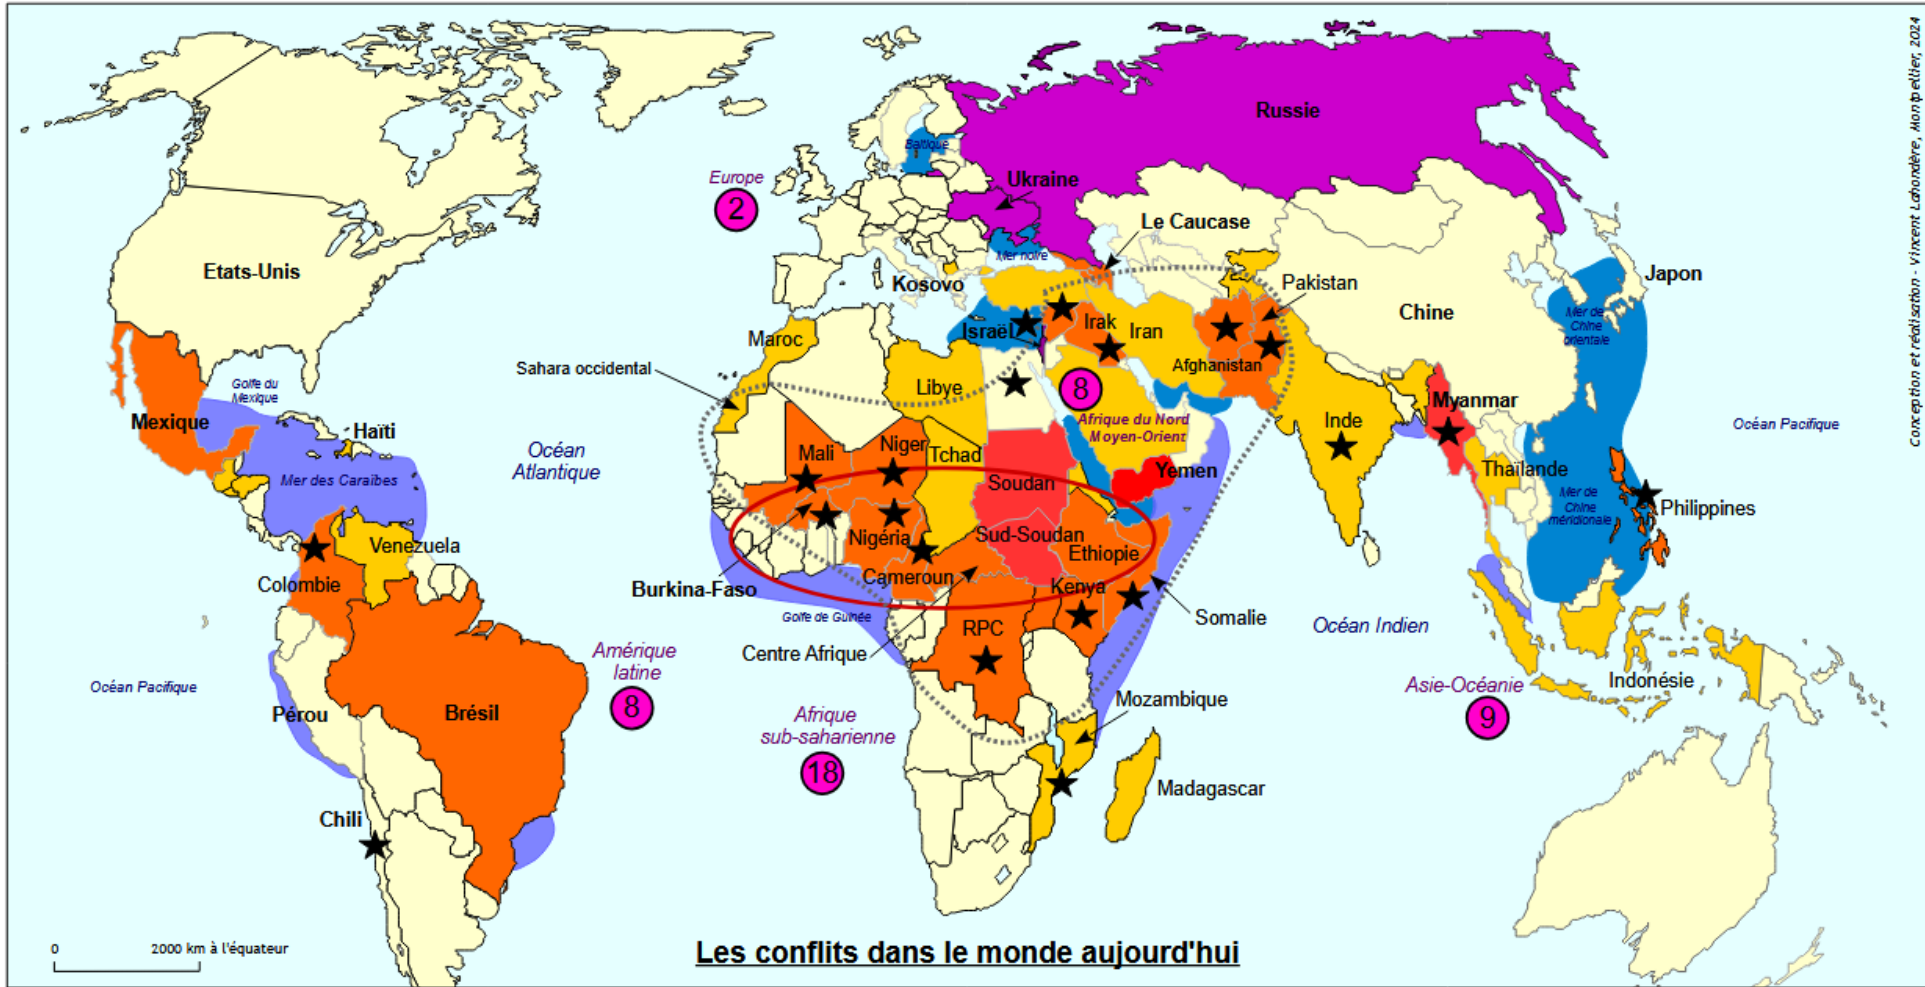 Conception et réalisation - Vincent Lahondère, Montpellier, 2024
Russie
Baltique
Europe
2
Ukraine
Le Caucase
Mer noire
Etats-Unis
Kosovo
Pakistan
Japon
Chine
Mer de
Chine
orientale
Israël
Irak
Iran
Maroc
Afghanistan
Sahara occidental
Libye
8
Golfe du
Mexique
Mexique
Haïti
Afrique du Nord
Moyen-Orient
Inde
Myanmar
Océan Pacifique
Océan
Atlantique
Mali
Niger
Tchad
Yemen
Thaïlande
Mer des Caraïbes
Soudan
Mer de
Chine
méridionale
Philippines
Venezuela
Nigéria
Sud-Soudan
Ethiopie
Colombie
Burkina-Faso
Cameroun
Kenya
Golfe de Guinée
Somalie
RPC
Océan Indien
Centre Afrique
Amérique
latine
8
Océan Pacifique
Asie-Océanie
9
Indonésie
Pérou
Brésil
Mozambique
Afrique
sub-saharienne
18
Madagascar
Chili
0 2000 km à l'équateur
Les conflits dans le monde aujourd'hui